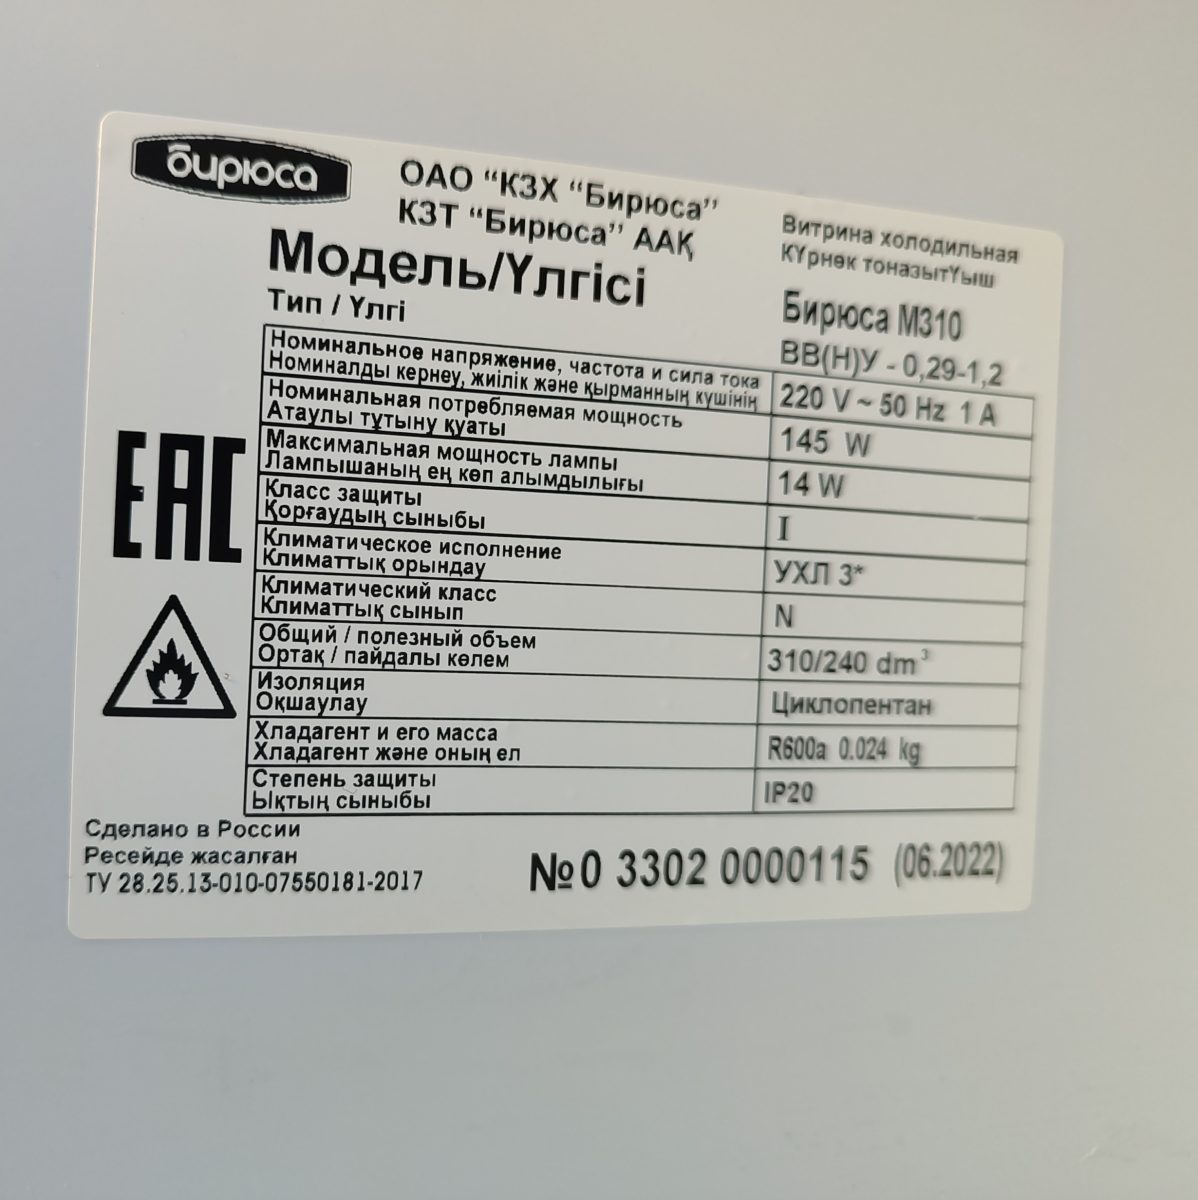 бирюса
ОАО “КЗХ “Бирюса”
КЗТ “Бирюса” ААҚ
Витрина холодильная
КҮрнөк тоназытҮыш
Модель/Үлгісі
Бирюса М310
Тип / Үлгі
ВВ(Н)У - 0,29-1,2
Номинальное напряжение, частота и сила тока
Номиналды кернеу, жиілік және қырманның күшінің
220 V ~ 50 Hz 1 A
Номинальная потребляемая мощность
Атаулы тұтыну қуаты
145 W
Максимальная мощность лампы
Лампышаның ең көп алымдылығы
14 W
Класс защиты
Қорғаудың сыныбы
I
Климатическое исполнение
Климаттық орындау
УХЛ 3*
Климатический класс
Климаттық сынып
N
Общий / полезный объем
Ортақ / пайдалы көлем
310/240 dm³
Изоляция
Оқшаулау
Циклопентан
Хладагент и его масса
Хладагент және оның ел
R600a 0.024 kg
Степень защиты
Ықтың сыныбы
IP20
EAC
Сделано в России
Ресейде жасалған
ТУ 28.25.13-010-07550181-2017
№0 3302 0000115 (06.2022)